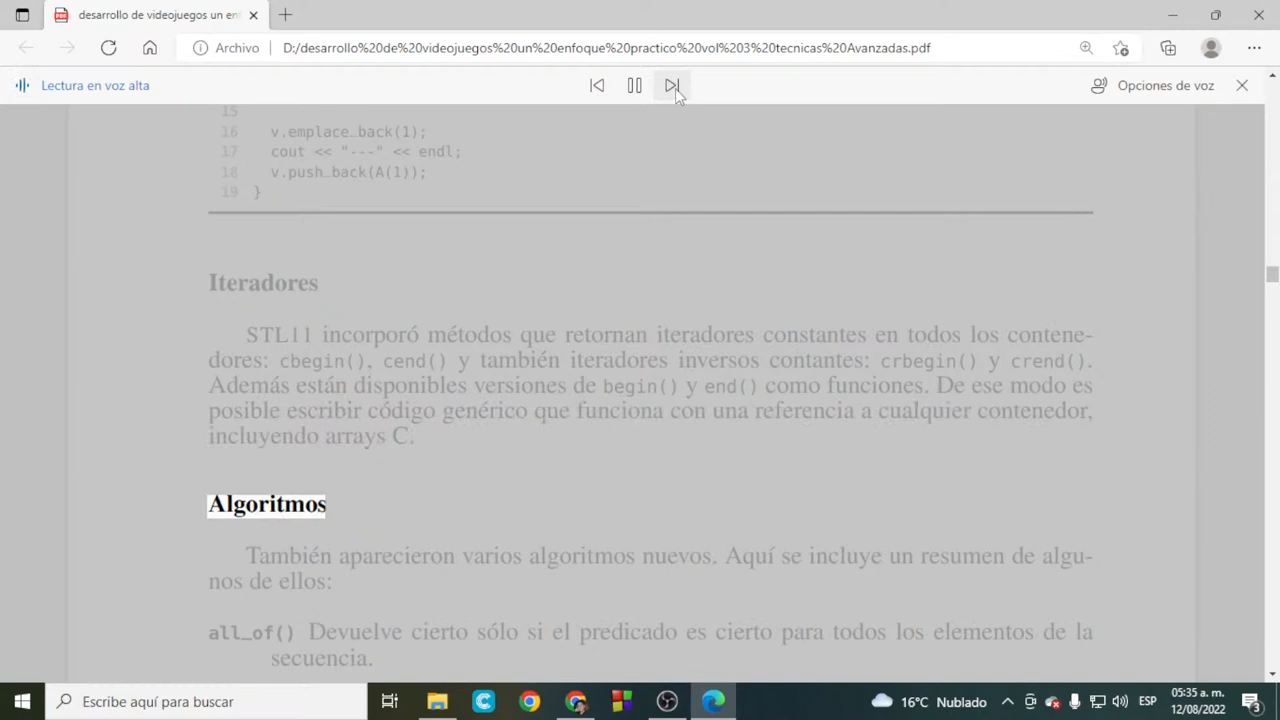 desarrollo de videojuegos un en
Archivo
D:/desarrollo%20de%20videojuegos%20un%20enfoque%20practico%20vol%203%20tecnicas%20Avanzadas.pdf
Lectura en voz alta
Opciones de voz
15
16 v.emplace_back(1);
17 cout << "---" << endl;
18 v.push_back(A(1));
19 }
Iteradores
STL11 incorporó métodos que retornan iteradores constantes en todos los contene-
dores: cbegin(), cend() y también iteradores inversos contantes: crbegin() y crend().
Además están disponibles versiones de begin() y end() como funciones. De ese modo es
posible escribir código genérico que funciona con una referencia a cualquier contenedor,
incluyendo arrays C.
Algoritmos
También aparecieron varios algoritmos nuevos. Aquí se incluye un resumen de algu-
nos de ellos:
all_of() Devuelve cierto sólo si el predicado es cierto para todos los elementos de la
secuencia.
Escribe aquí para buscar
16°C Nublado
ESP
05:35 a. m.
12/08/2022
3